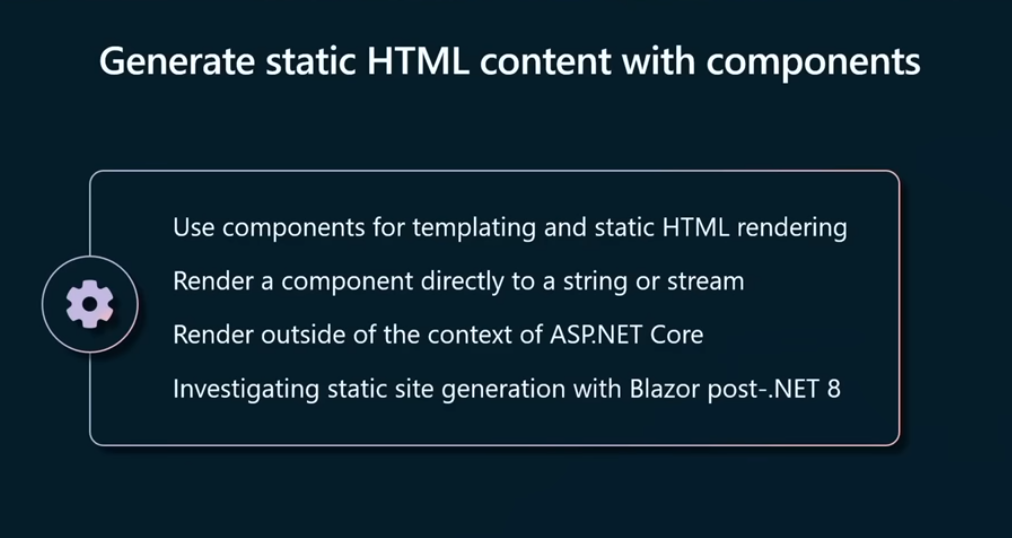 Generate static HTML content with components
Use components for templating and static HTML rendering
Render a component directly to a string or stream
Render outside of the context of ASP.NET Core
Investigating static site generation with Blazor post-.NET 8